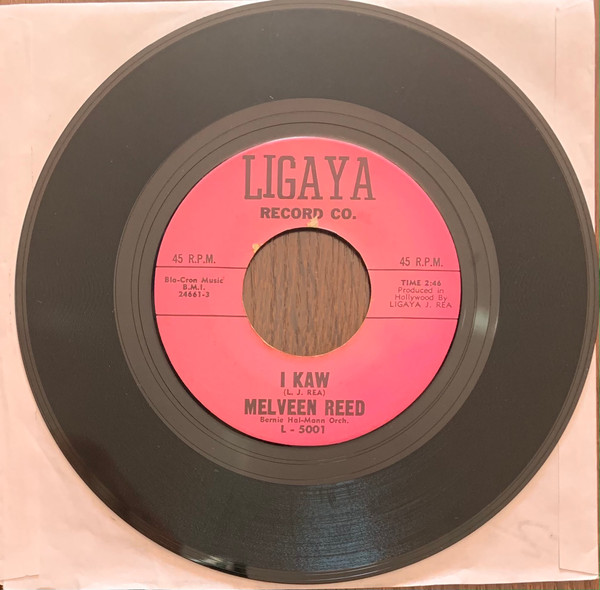 LIGAYA
RECORD CO.
45 R.P.M.
45 R.P.M.
Bla-Cron Music
B.M.I.
24661-3
TIME 2:46
Produced in
Hollywood By
LIGAYA J. REA
I KAW
(L. J. REA)
MELVEEN REED
Bernie Hal-Mann Orch.
L - 5001